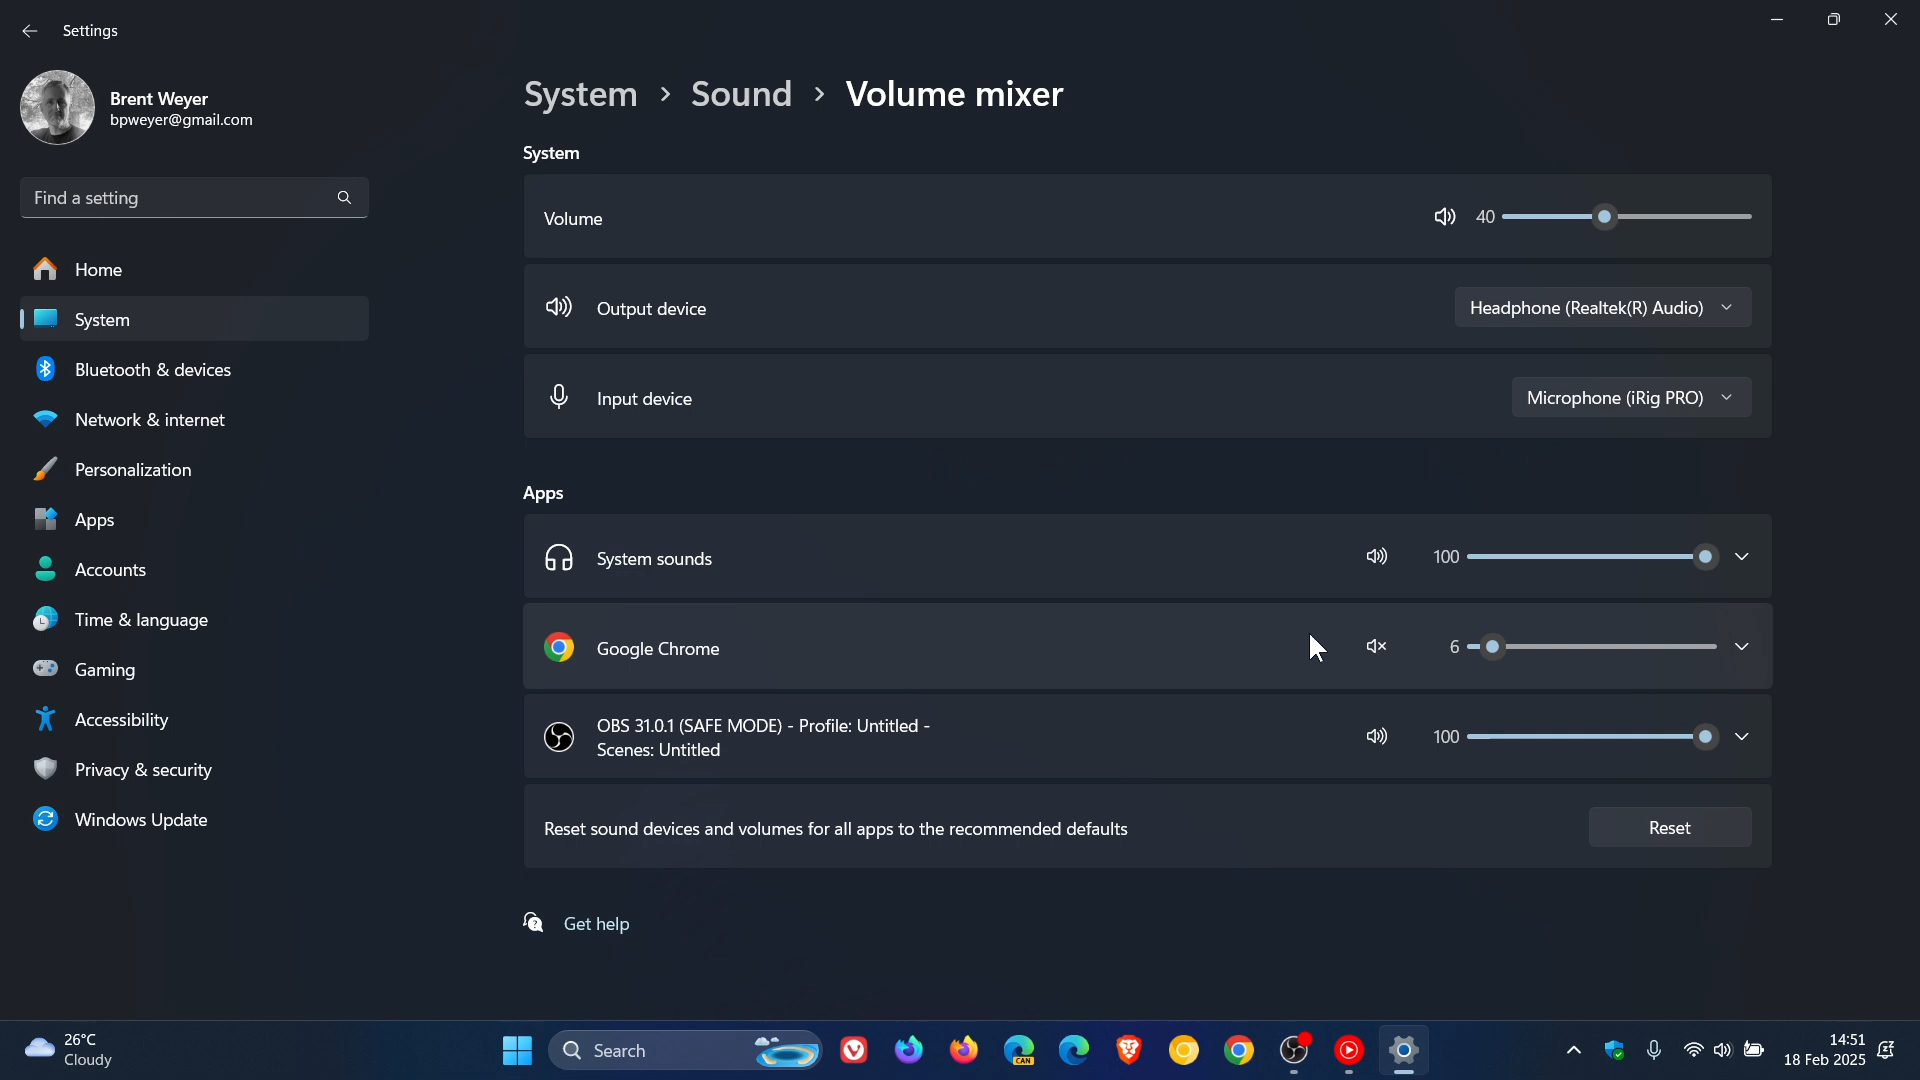 Settings
Brent Weyer
bpweyer@gmail.com
Find a setting
Home
System
Bluetooth & devices
Network & internet
Personalization
Apps
Accounts
Time & language
Gaming
Accessibility
Privacy & security
Windows Update
System › Sound › Volume mixer
System
Volume 40
Output device Headphone (Realtek(R) Audio)
Input device Microphone (iRig PRO)
Apps
System sounds 100
Google Chrome 6
OBS 31.0.1 (SAFE MODE) - Profile: Untitled -
Scenes: Untitled 100
Reset sound devices and volumes for all apps to the recommended defaults Reset
Get help
26°C
Cloudy
Search
CAN
14:51
18 Feb 2025